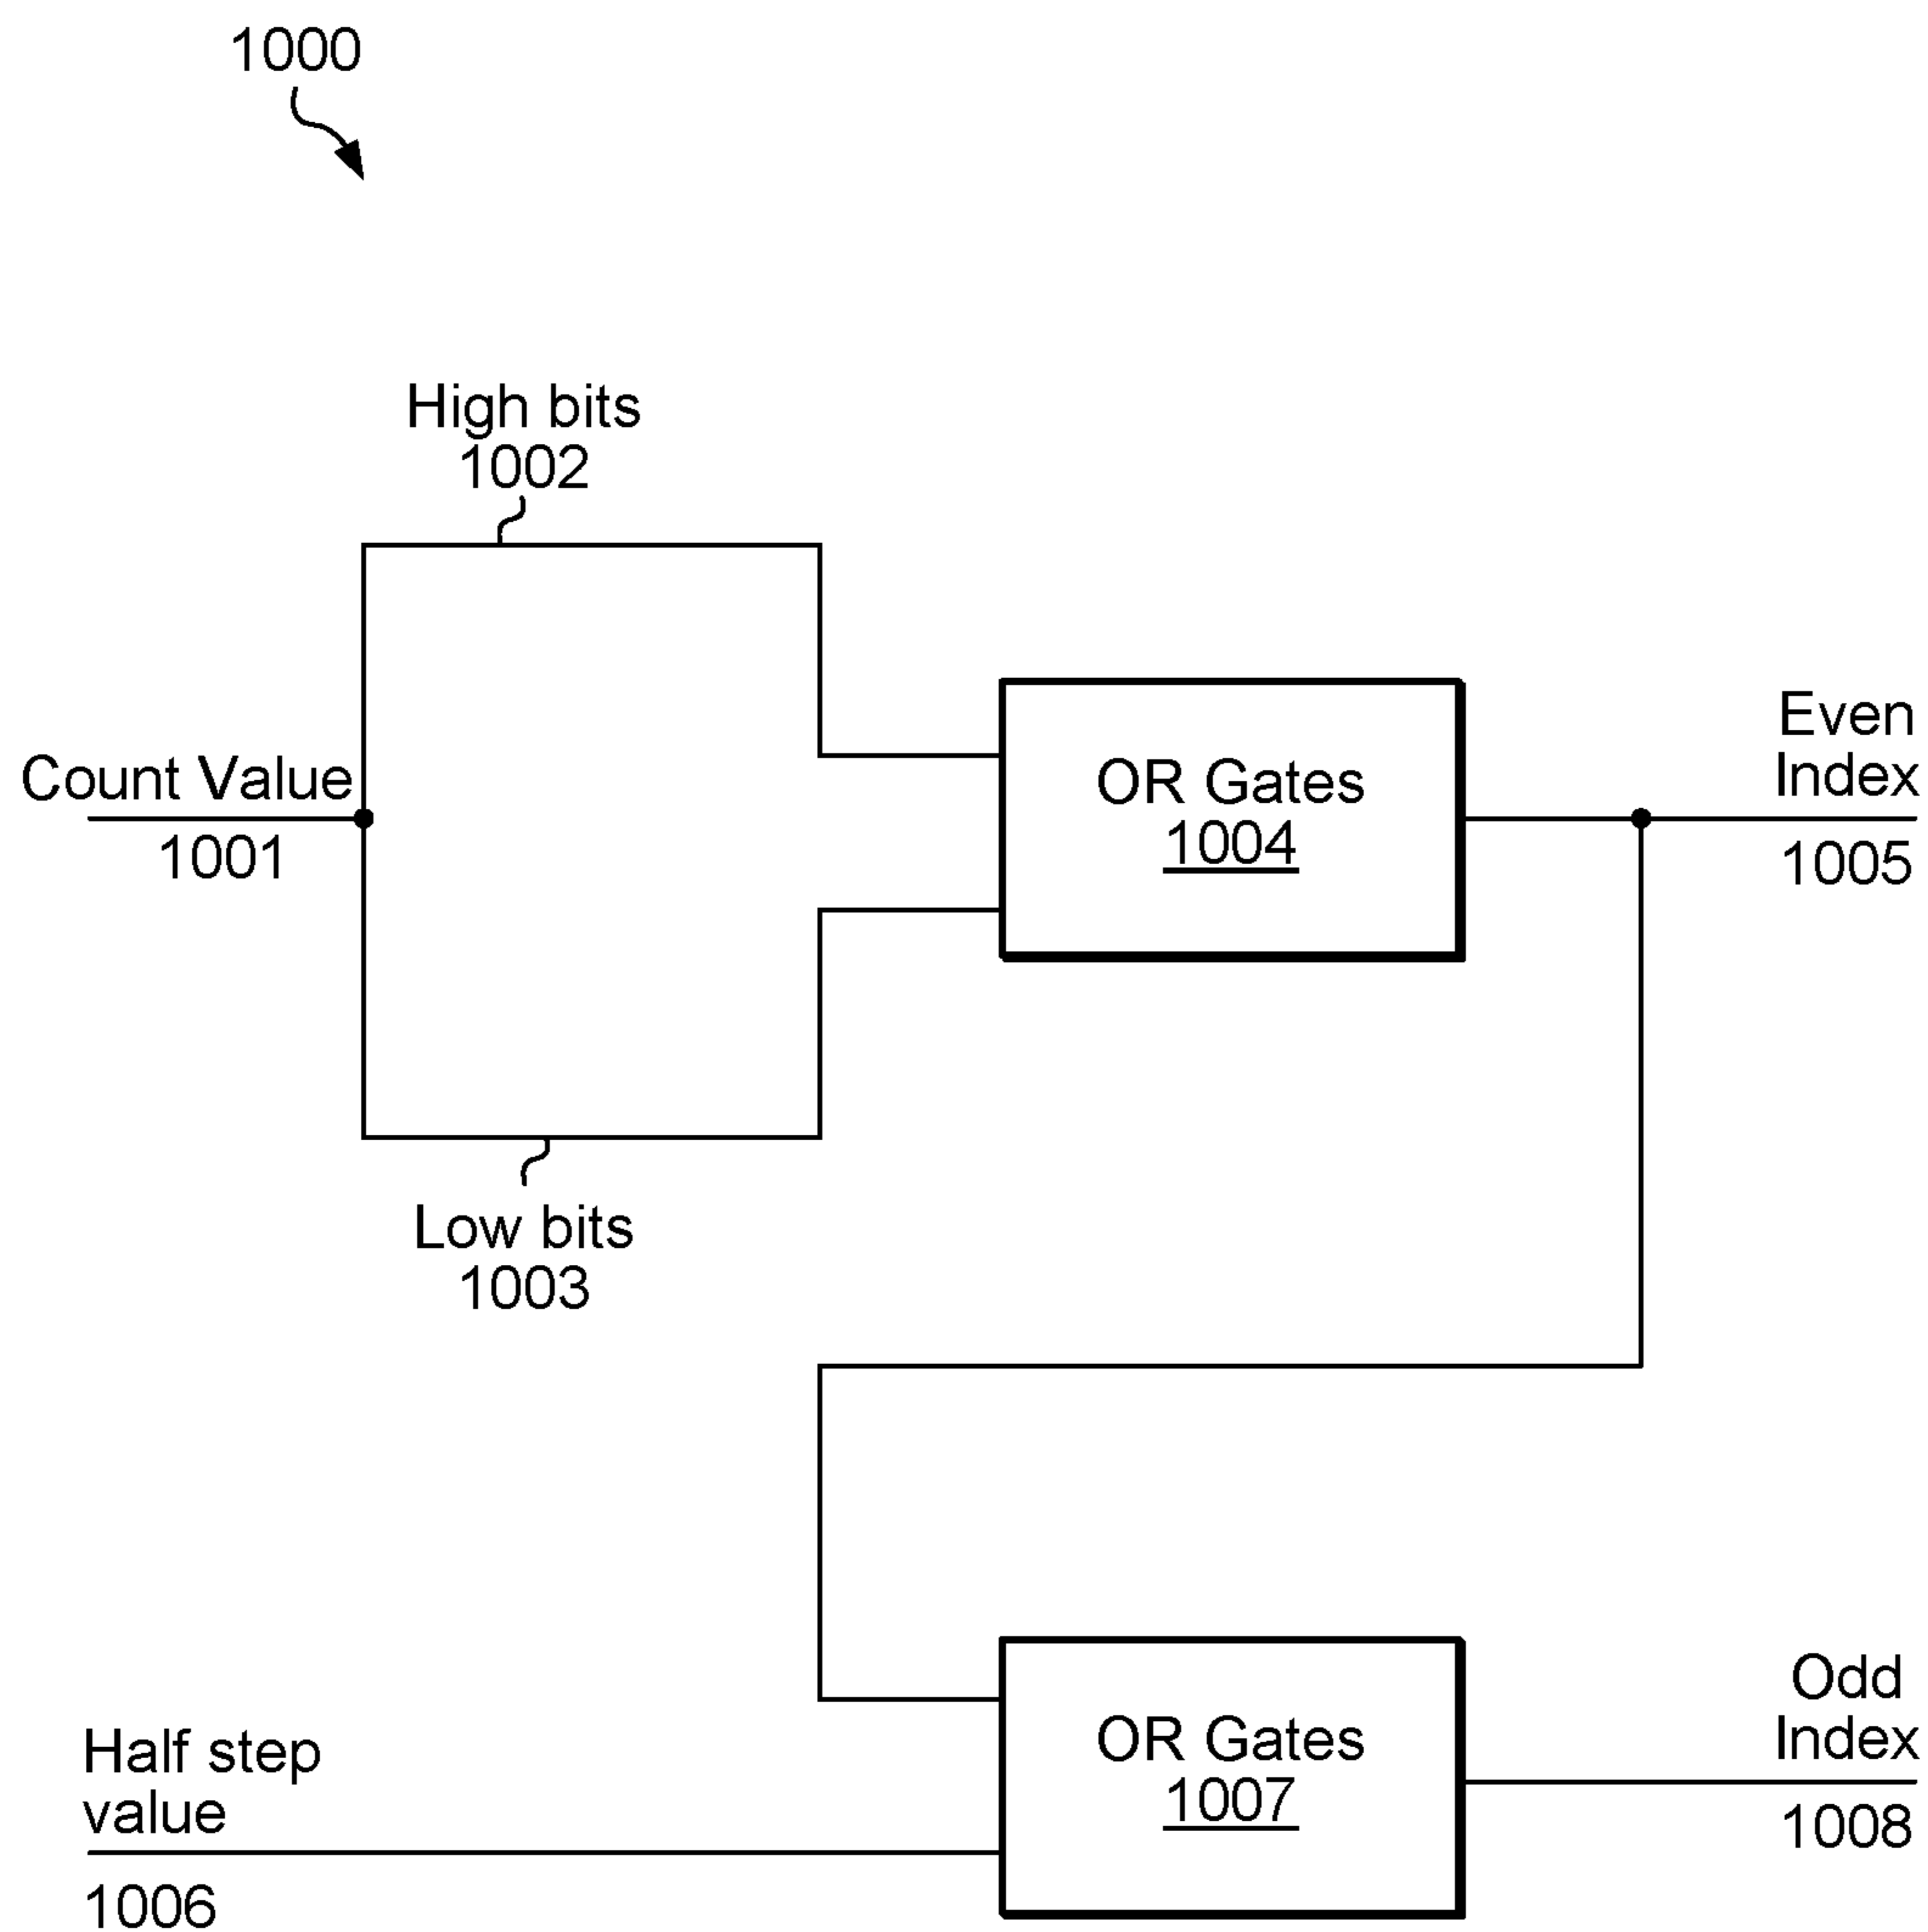 1000
High bits
1002
Count Value
1001
OR Gates
1004
Even
Index
1005
Low bits
1003
Half step
value
1006
OR Gates
1007
Odd
Index
1008